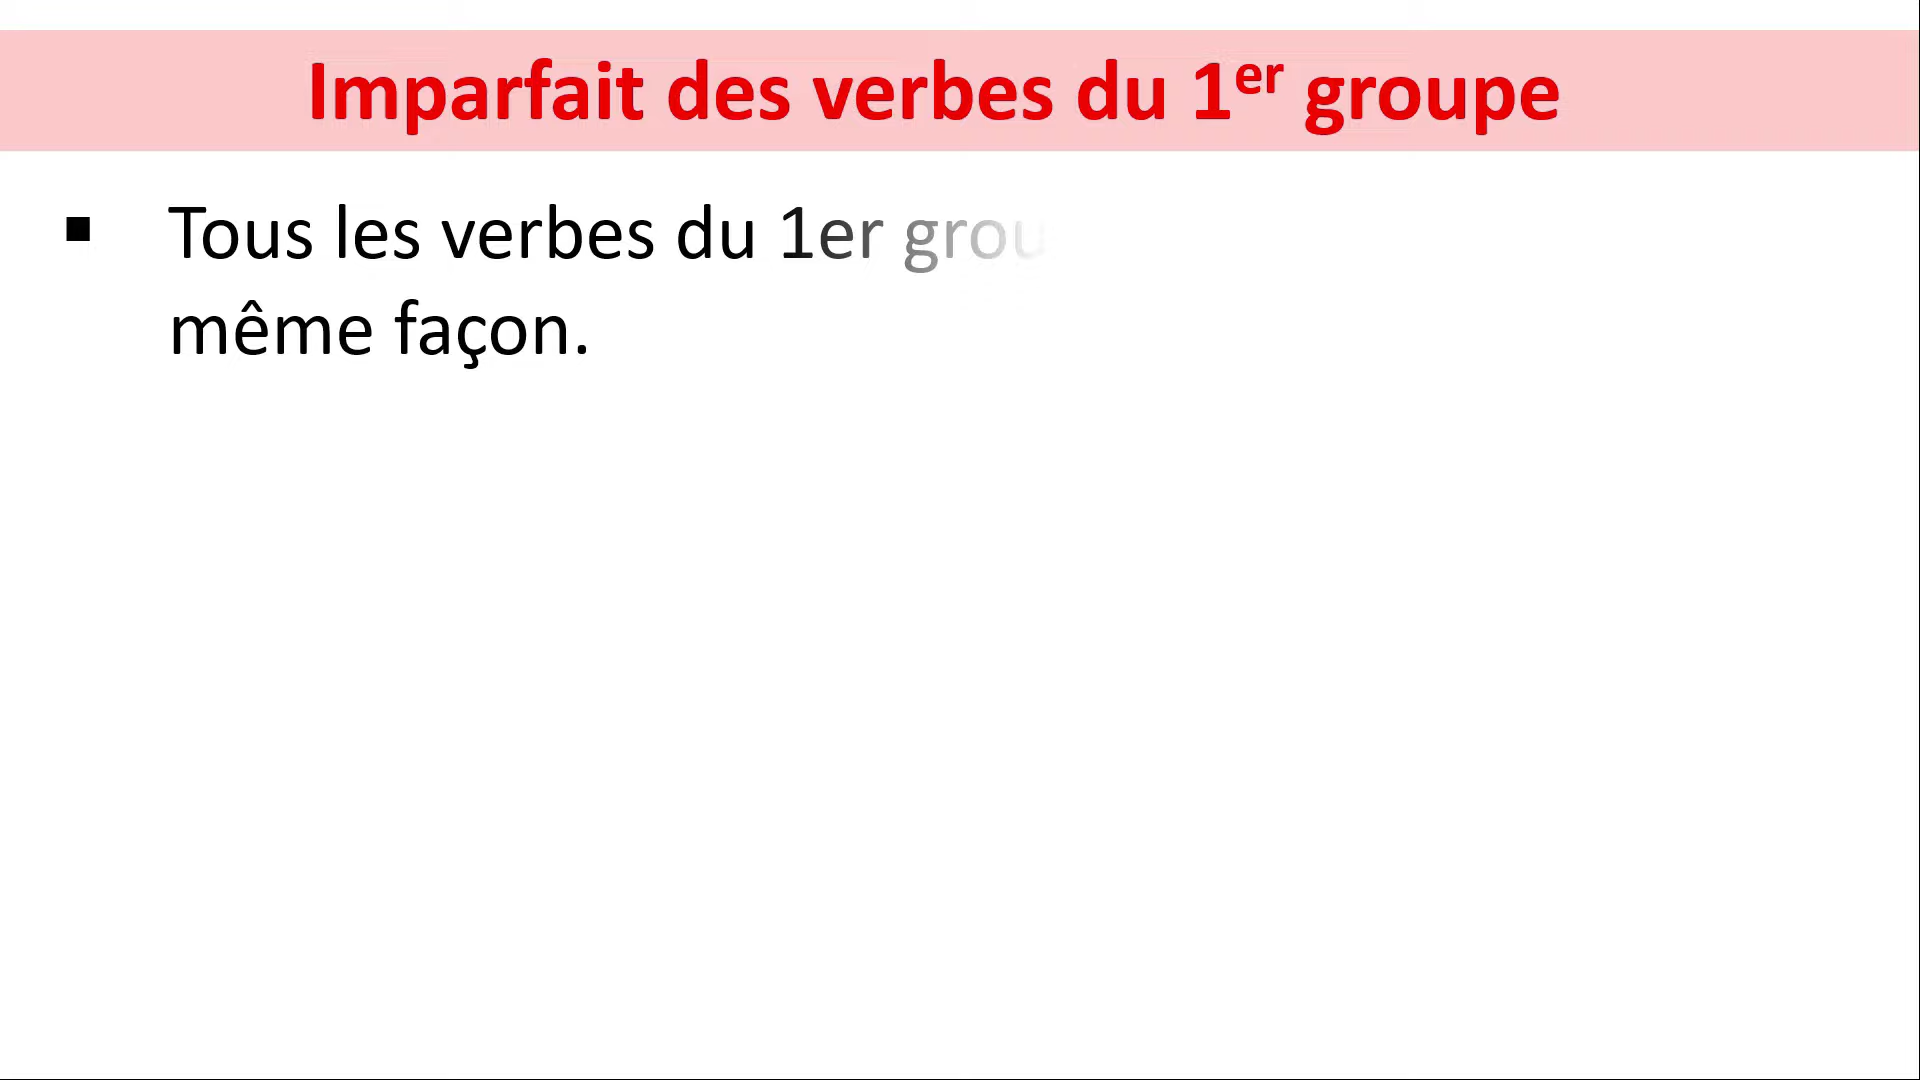 Imparfait des verbes du 1er groupe
▪ Tous les verbes du 1er grou
même façon.